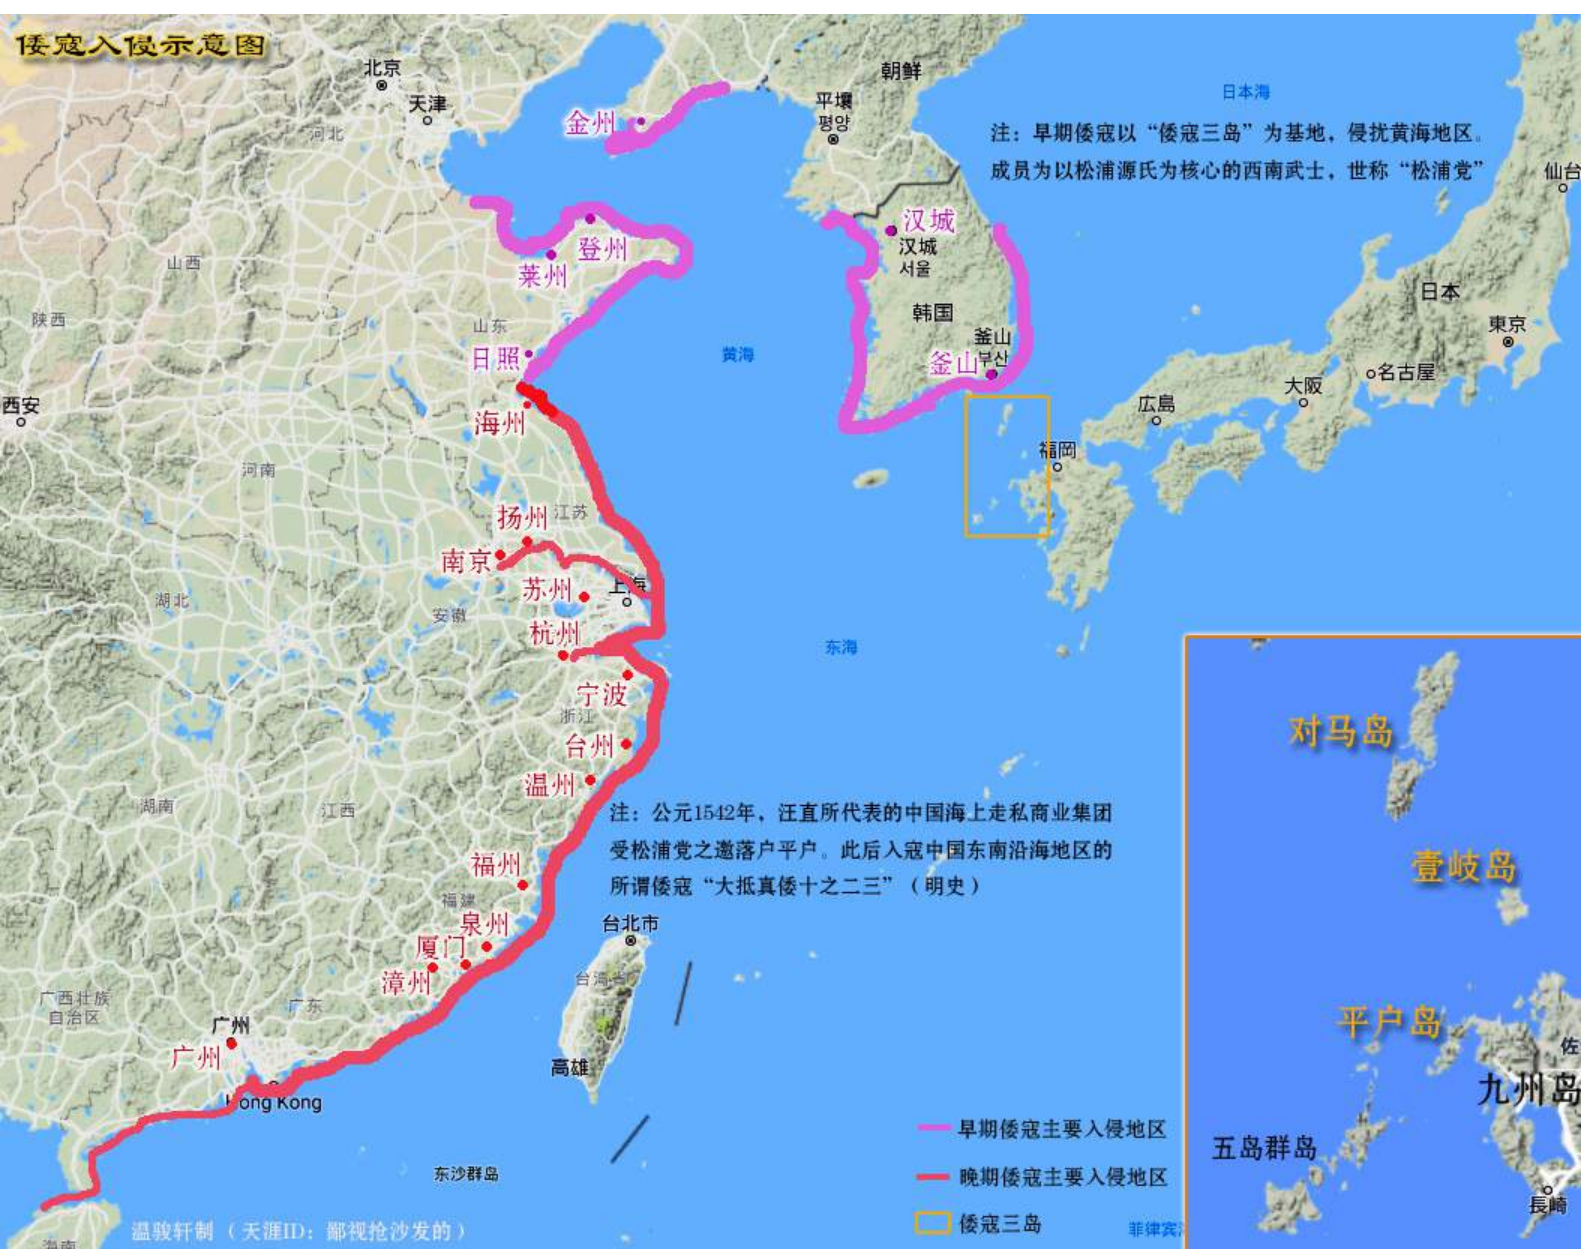 倭寇入侵示意图
北京
天津
河北
金州
朝鲜
平壤
평양
日本海
注：早期倭寇以“倭寇三岛”为基地，侵扰黄海地区。
成员为以松浦源氏为核心的西南武士，世称“松浦党”
仙台
登州
莱州
山西
汉城
汉城
서울
陕西
山东
日照
黄海
韩国
釜山
釜山
부산
日本
東京
名古屋
大阪
広島
福岡
西安
海州
河南
扬州
江苏
南京
苏州
上海
湖北
安徽
杭州
宁波
浙江
东海
台州
温州
湖南
江西
注：公元1542年，汪直所代表的中国海上走私商业集团
受松浦党之邀落户平户。此后入寇中国东南沿海地区的
所谓倭寇“大抵真倭十之二三”（明史）
福州
福建
泉州
厦门
漳州
台北市
台湾省
高雄
广西壮族
自治区
广东
广州
广州
Hong Kong
东沙群岛
海南
对马岛
壹岐岛
平户岛
佐
九州岛
五岛群岛
長崎
早期倭寇主要入侵地区
晚期倭寇主要入侵地区
倭寇三岛
菲律宾
温骏轩制（天涯ID：鄙视抢沙发的）